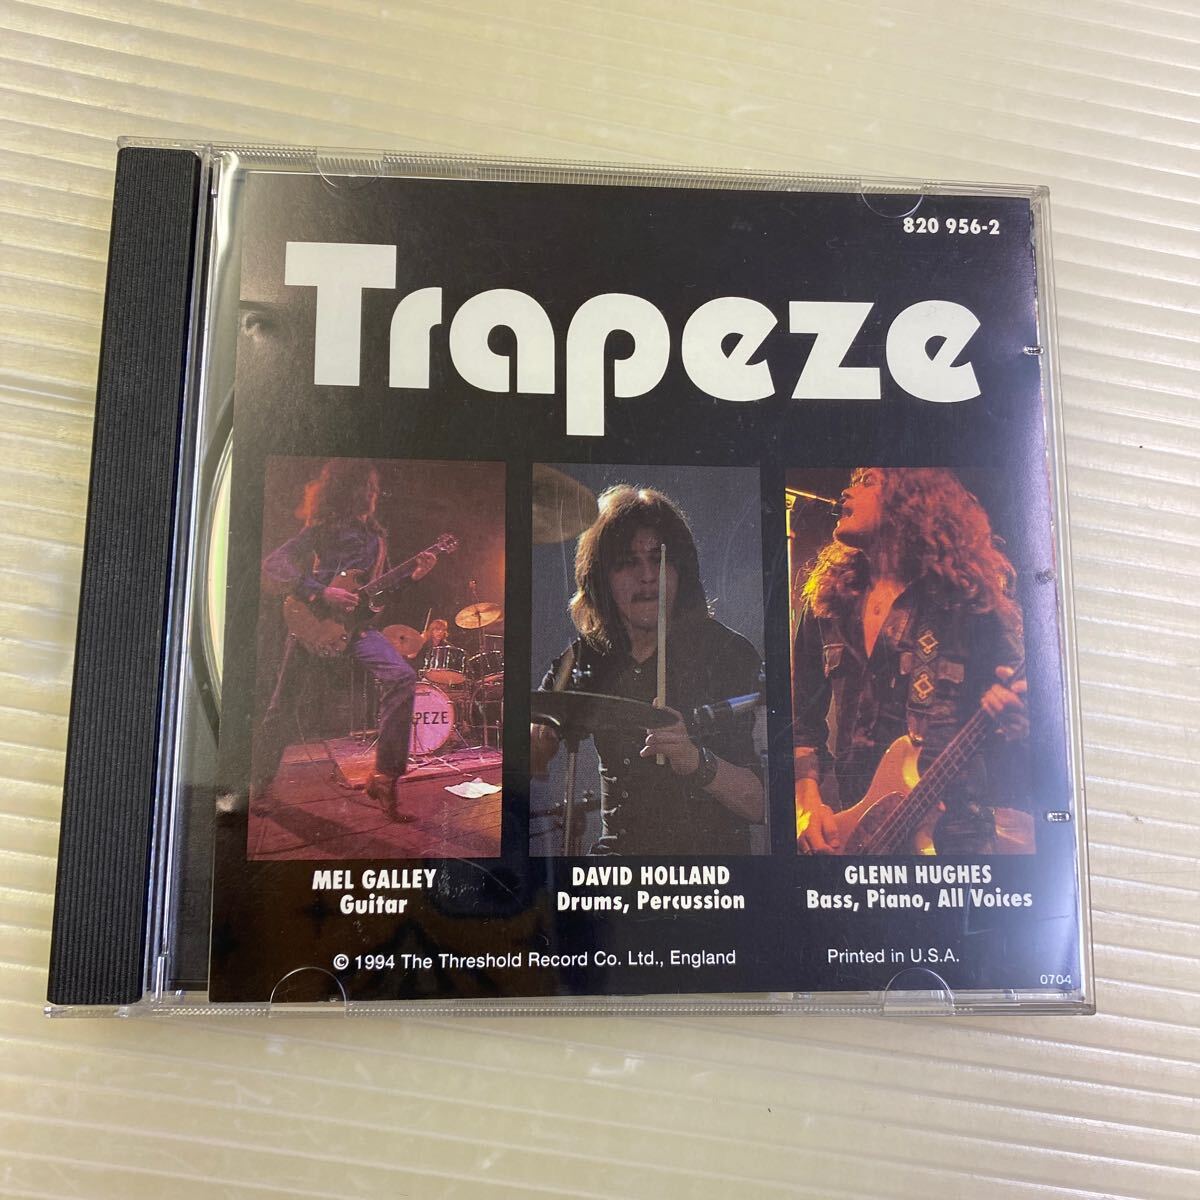 820 956-2
Trapeze
PEZE
MEL GALLEY
Guitar
DAVID HOLLAND
Drums, Percussion
GLENN HUGHES
Bass, Piano, All Voices
© 1994 The Threshold Record Co. Ltd., England
Printed in U.S.A.
0704